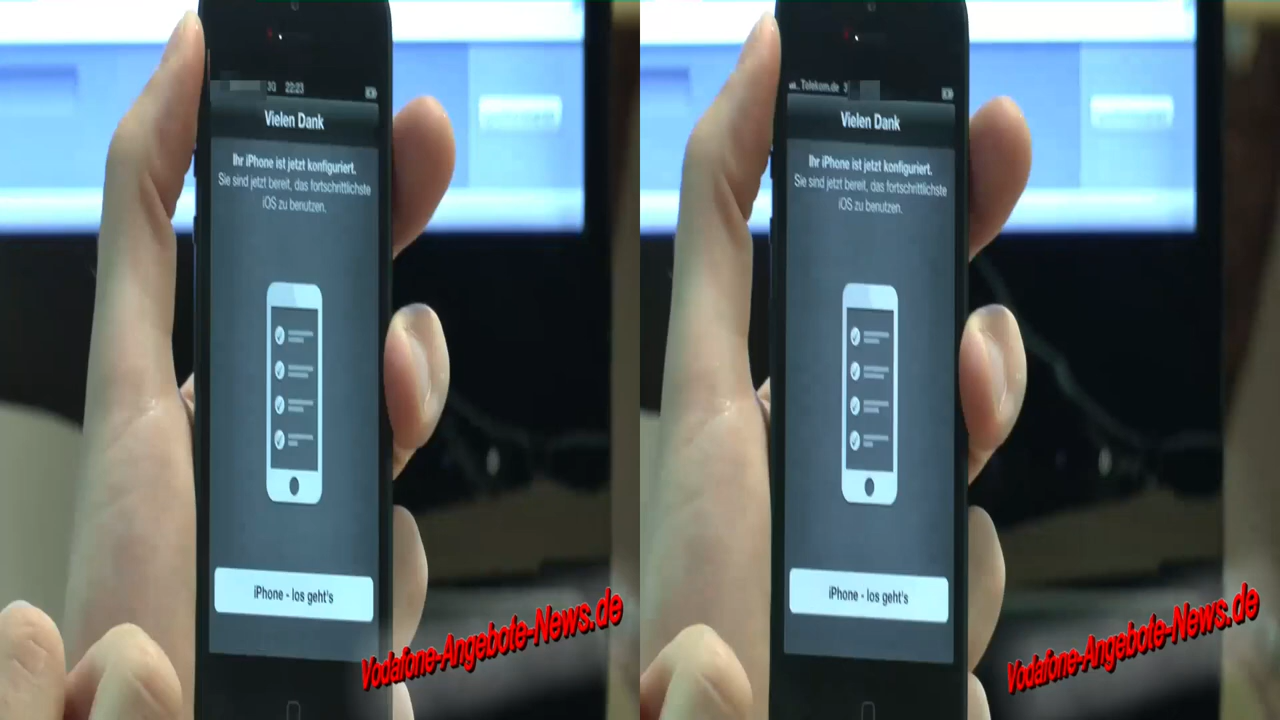 3G 22:23
Vielen Dank
Ihr iPhone ist jetzt konfiguriert.
Sie sind jetzt bereit, das fortschrittlichste
iOS zu benutzen.
iPhone - los geht's
Vodafone-Angebote-News.de
Telekom.de
Vielen Dank
Ihr iPhone ist jetzt konfiguriert.
Sie sind jetzt bereit, das fortschrittlichste
iOS zu benutzen.
iPhone - los geht's
Vodafone-Angebote-News.de